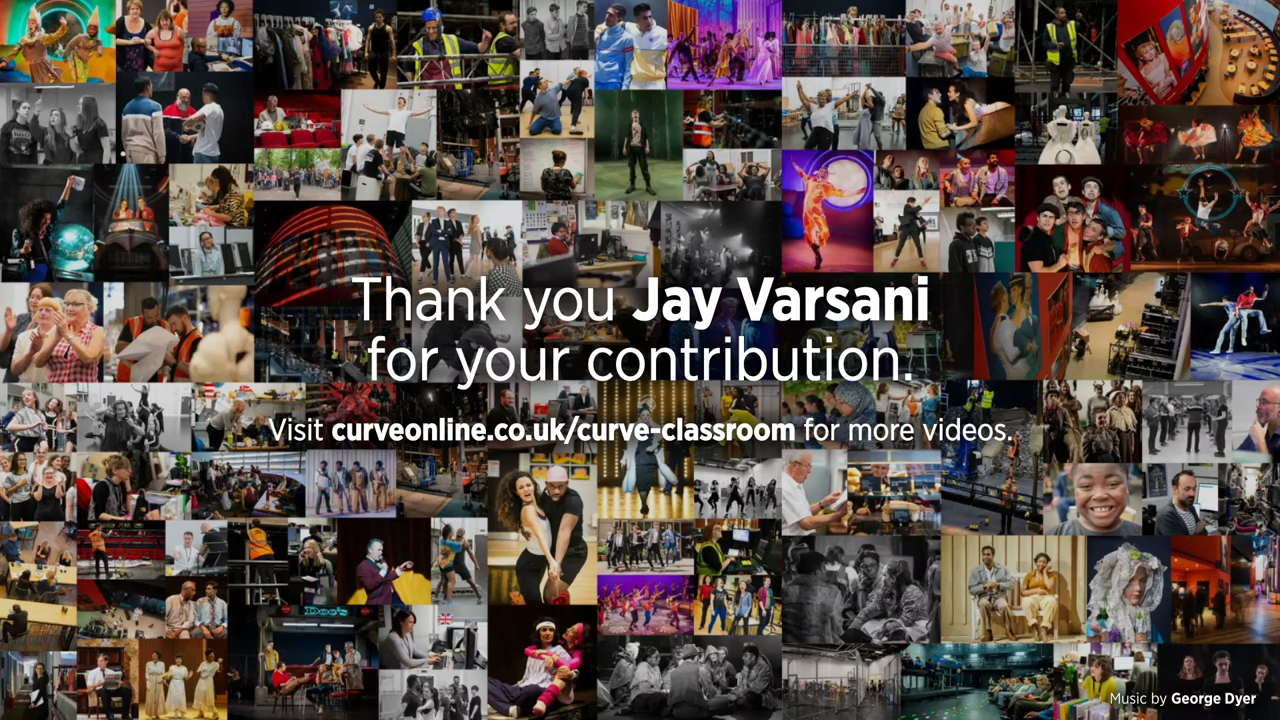 Thank you Jay Varsani
for your contribution.
Visit curveonline.co.uk/curve-classroom for more videos.
Music by George Dyer